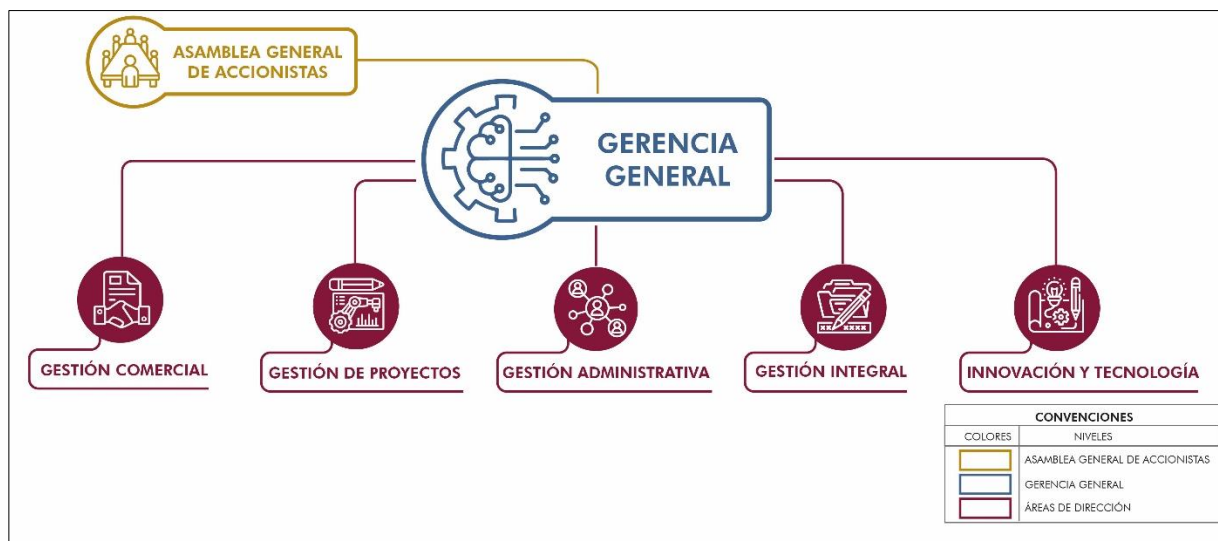 ASAMBLEA GENERAL
DE ACCIONISTAS
GERENCIA
GENERAL
GESTIÓN COMERCIAL
GESTIÓN DE PROYECTOS
GESTIÓN ADMINISTRATIVA
GESTIÓN INTEGRAL
INNOVACIÓN Y TECNOLOGÍA
CONVENCIONES
COLORES NIVELES
ASAMBLEA GENERAL DE ACCIONISTAS
GERENCIA GENERAL
ÁREAS DE DIRECCIÓN